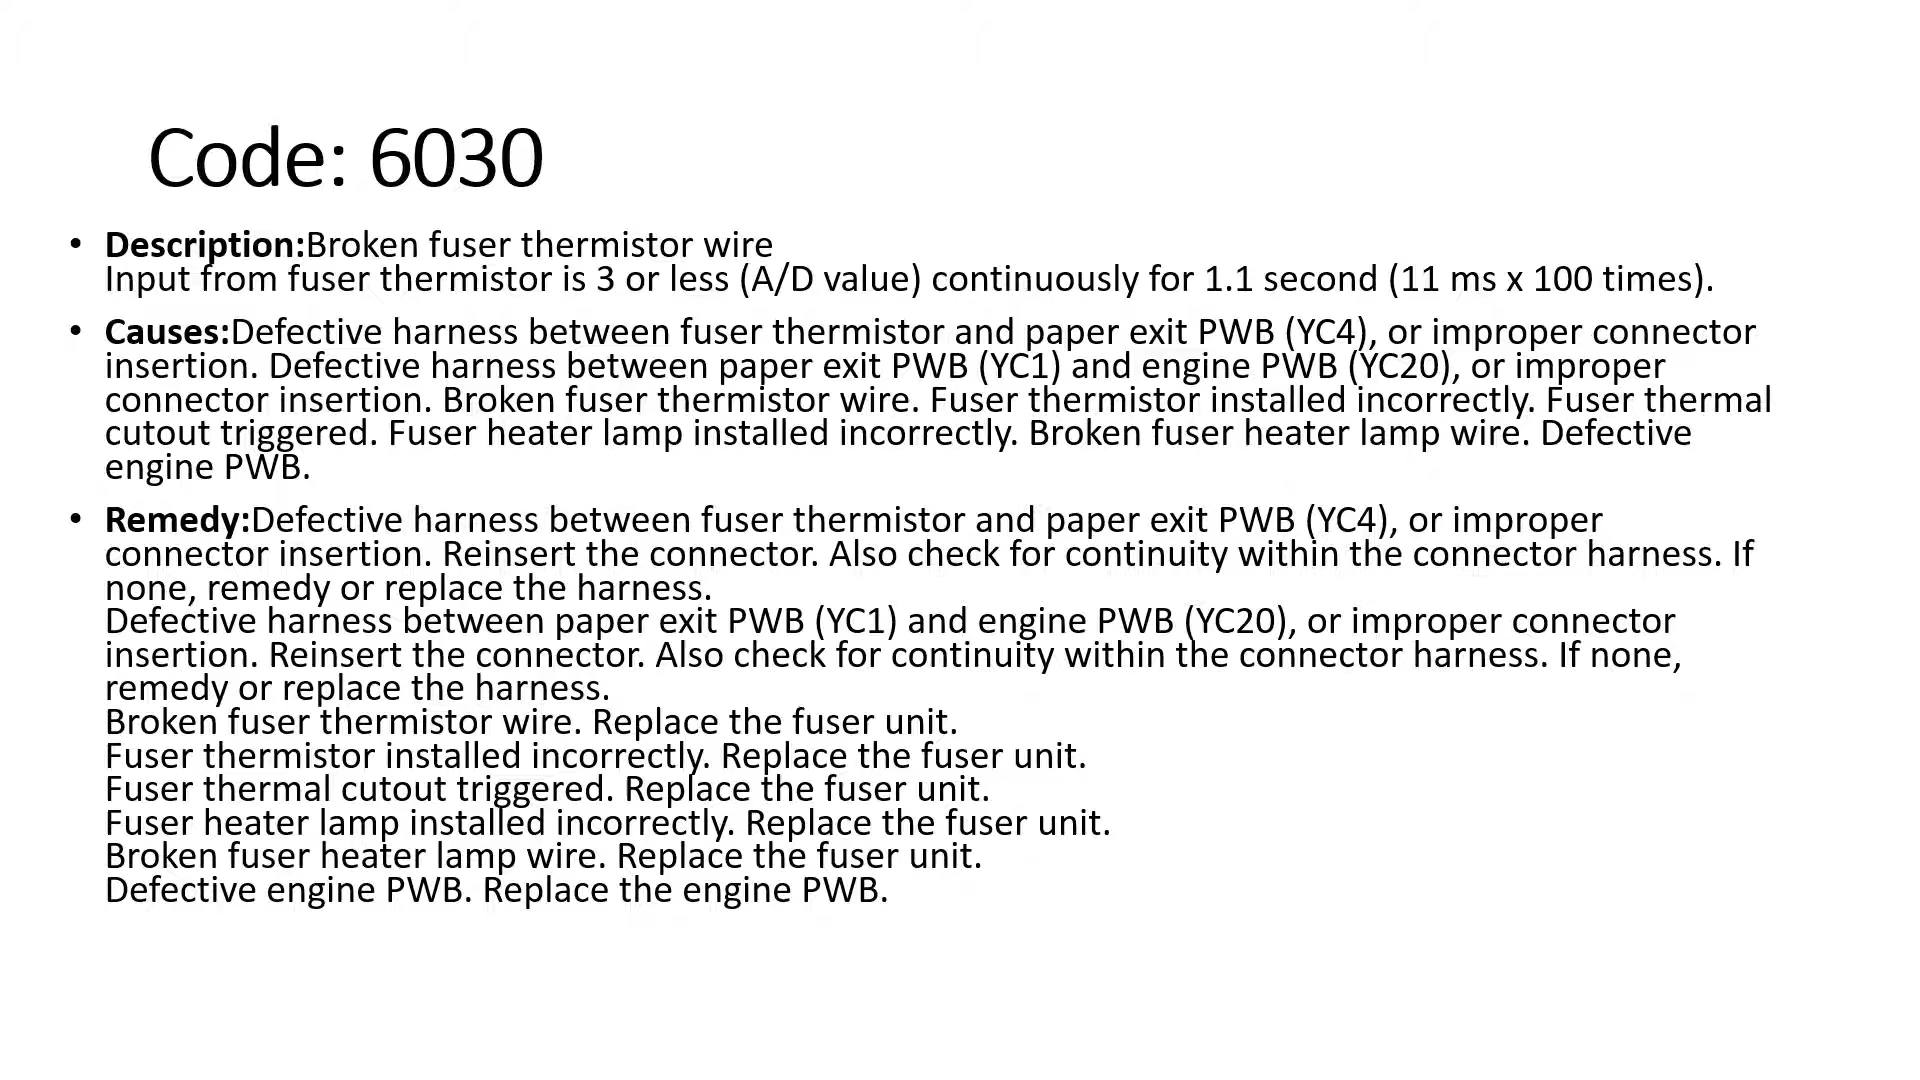 Code: 6030
• Description:Broken fuser thermistor wire
Input from fuser thermistor is 3 or less (A/D value) continuously for 1.1 second (11 ms x 100 times).
• Causes:Defective harness between fuser thermistor and paper exit PWB (YC4), or improper connector
insertion. Defective harness between paper exit PWB (YC1) and engine PWB (YC20), or improper
connector insertion. Broken fuser thermistor wire. Fuser thermistor installed incorrectly. Fuser thermal
cutout triggered. Fuser heater lamp installed incorrectly. Broken fuser heater lamp wire. Defective
engine PWB.
• Remedy:Defective harness between fuser thermistor and paper exit PWB (YC4), or improper
connector insertion. Reinsert the connector. Also check for continuity within the connector harness. If
none, remedy or replace the harness.
Defective harness between paper exit PWB (YC1) and engine PWB (YC20), or improper connector
insertion. Reinsert the connector. Also check for continuity within the connector harness. If none,
remedy or replace the harness.
Broken fuser thermistor wire. Replace the fuser unit.
Fuser thermistor installed incorrectly. Replace the fuser unit.
Fuser thermal cutout triggered. Replace the fuser unit.
Fuser heater lamp installed incorrectly. Replace the fuser unit.
Broken fuser heater lamp wire. Replace the fuser unit.
Defective engine PWB. Replace the engine PWB.